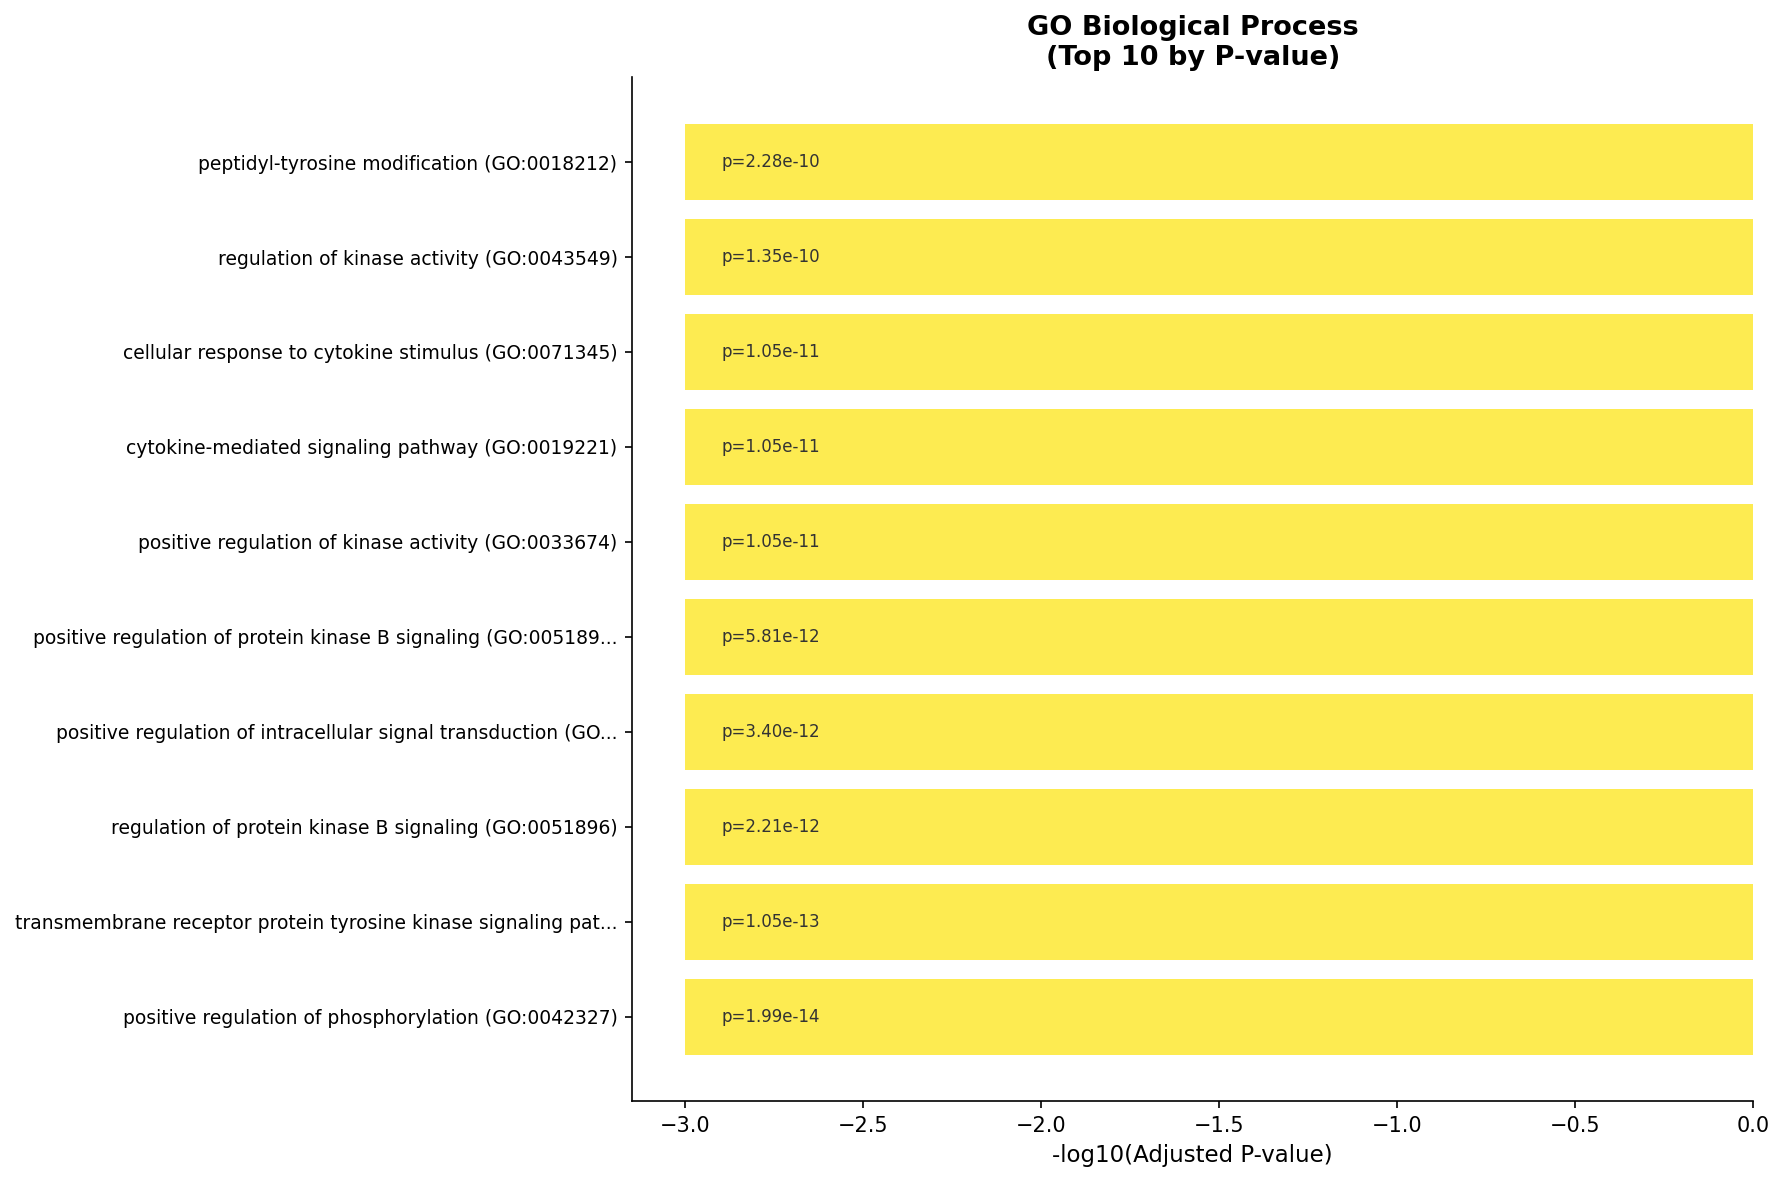 GO Biological Process
(Top 10 by P-value)
peptidyl-tyrosine modification (GO:0018212)
p=2.28e-10
regulation of kinase activity (GO:0043549)
p=1.35e-10
cellular response to cytokine stimulus (GO:0071345)
p=1.05e-11
cytokine-mediated signaling pathway (GO:0019221)
p=1.05e-11
positive regulation of kinase activity (GO:0033674)
p=1.05e-11
positive regulation of protein kinase B signaling (GO:005189...
p=5.81e-12
positive regulation of intracellular signal transduction (GO...
p=3.40e-12
regulation of protein kinase B signaling (GO:0051896)
p=2.21e-12
transmembrane receptor protein tyrosine kinase signaling pat...
p=1.05e-13
positive regulation of phosphorylation (GO:0042327)
p=1.99e-14
−3.0 −2.5 −2.0 −1.5 −1.0 −0.5 0.0
-log10(Adjusted P-value)